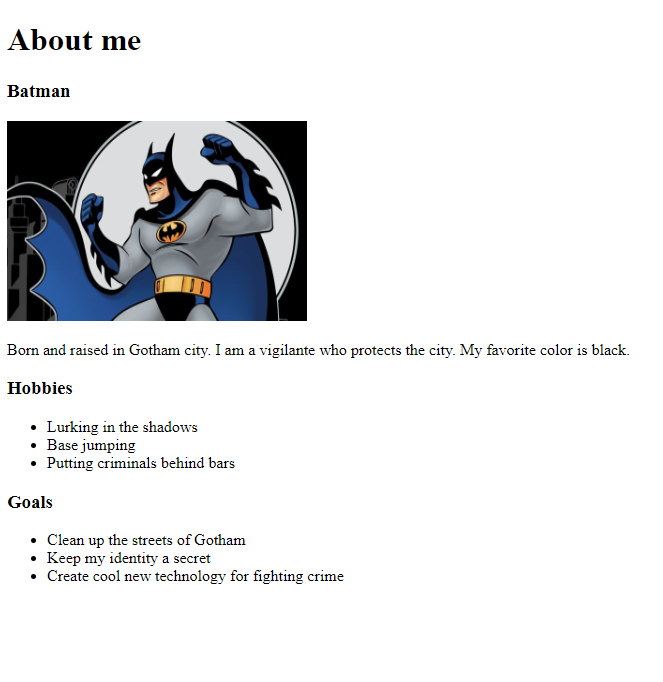 About me
Batman
Born and raised in Gotham city. I am a vigilante who protects the city. My favorite color is black.
Hobbies
Lurking in the shadows
Base jumping
Putting criminals behind bars
Goals
Clean up the streets of Gotham
Keep my identity a secret
Create cool new technology for fighting crime